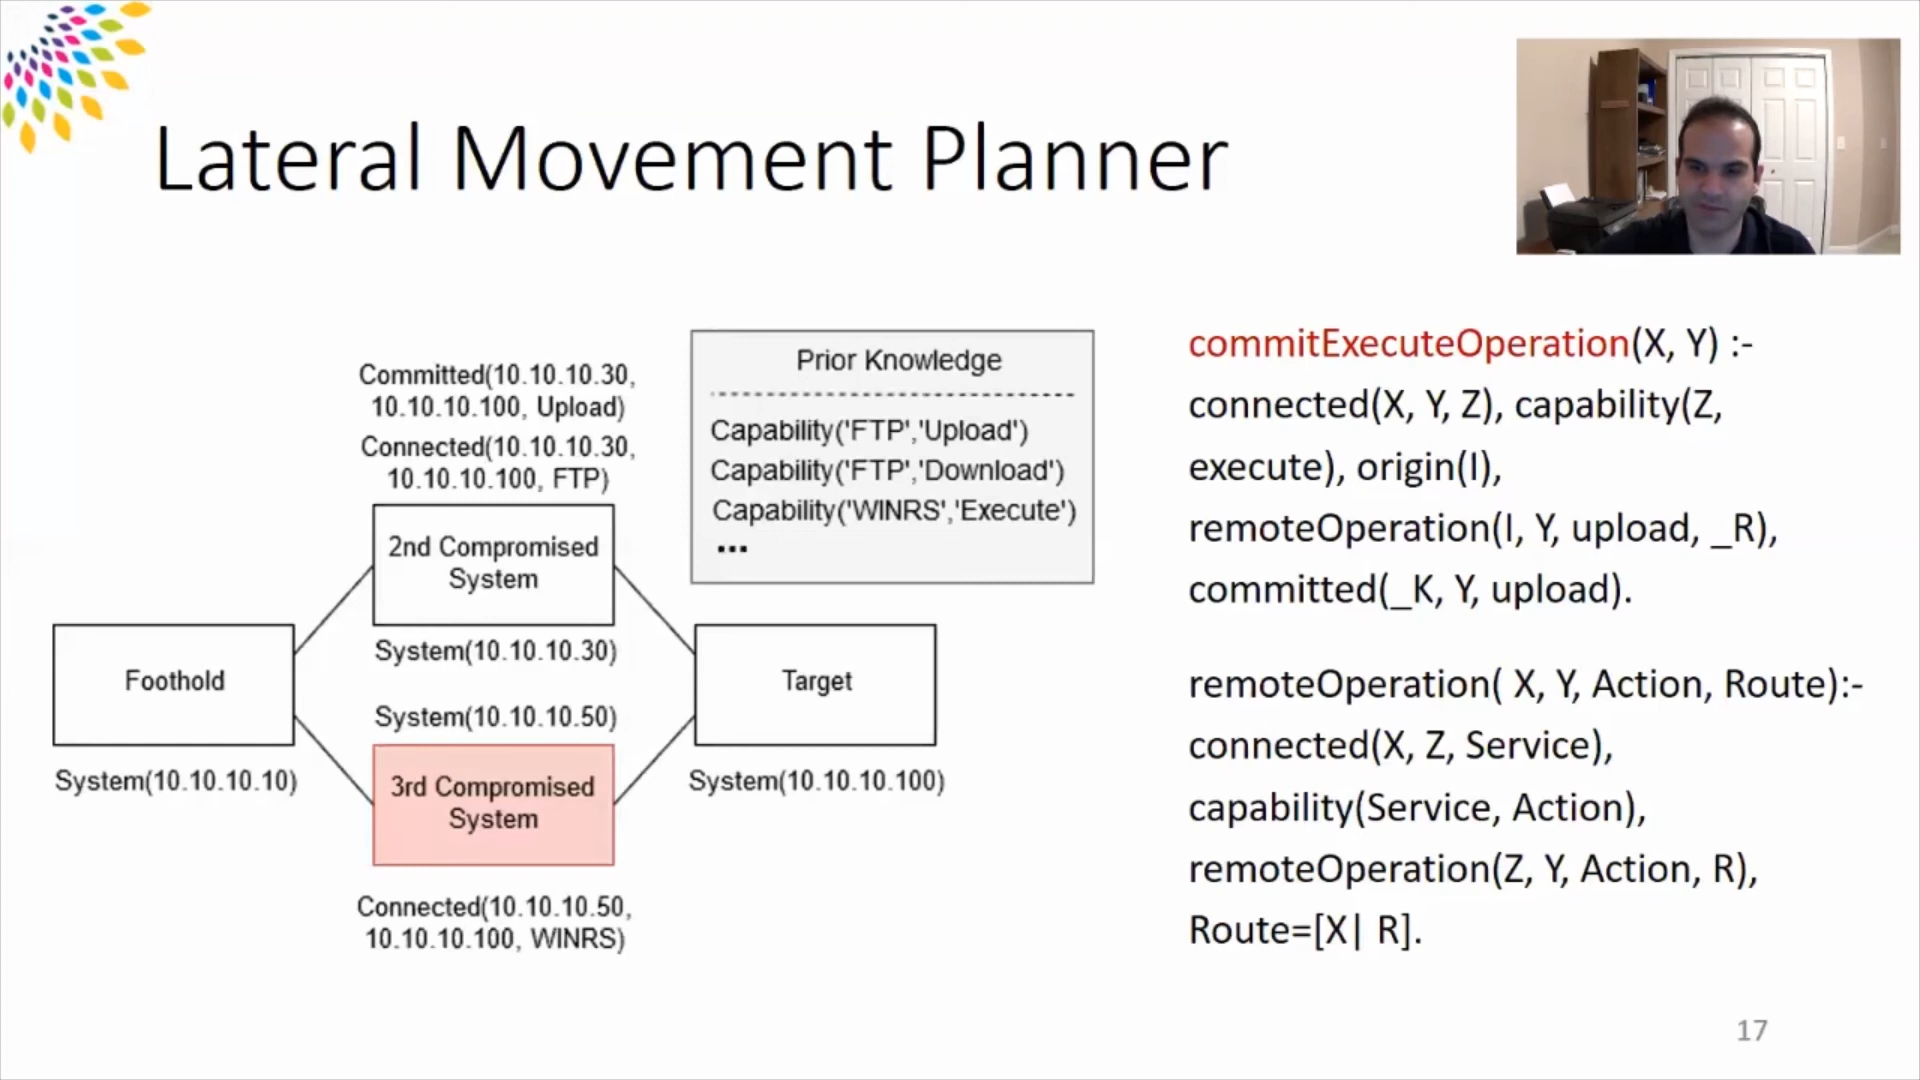 Lateral Movement Planner
Committed(10.10.10.30,
10.10.10.100, Upload)
Connected(10.10.10.30,
10.10.10.100, FTP)
2nd Compromised
System
System(10.10.10.30)
Foothold
System(10.10.10.10)
System(10.10.10.50)
3rd Compromised
System
Connected(10.10.10.50,
10.10.10.100, WINRS)
Target
System(10.10.10.100)
Prior Knowledge
Capability('FTP','Upload')
Capability('FTP','Download')
Capability('WINRS','Execute')
...
commitExecuteOperation(X, Y) :-
connected(X, Y, Z), capability(Z,
execute), origin(I),
remoteOperation(I, Y, upload, _R),
committed(_K, Y, upload).
remoteOperation( X, Y, Action, Route):-
connected(X, Z, Service),
capability(Service, Action),
remoteOperation(Z, Y, Action, R),
Route=[X| R].
17